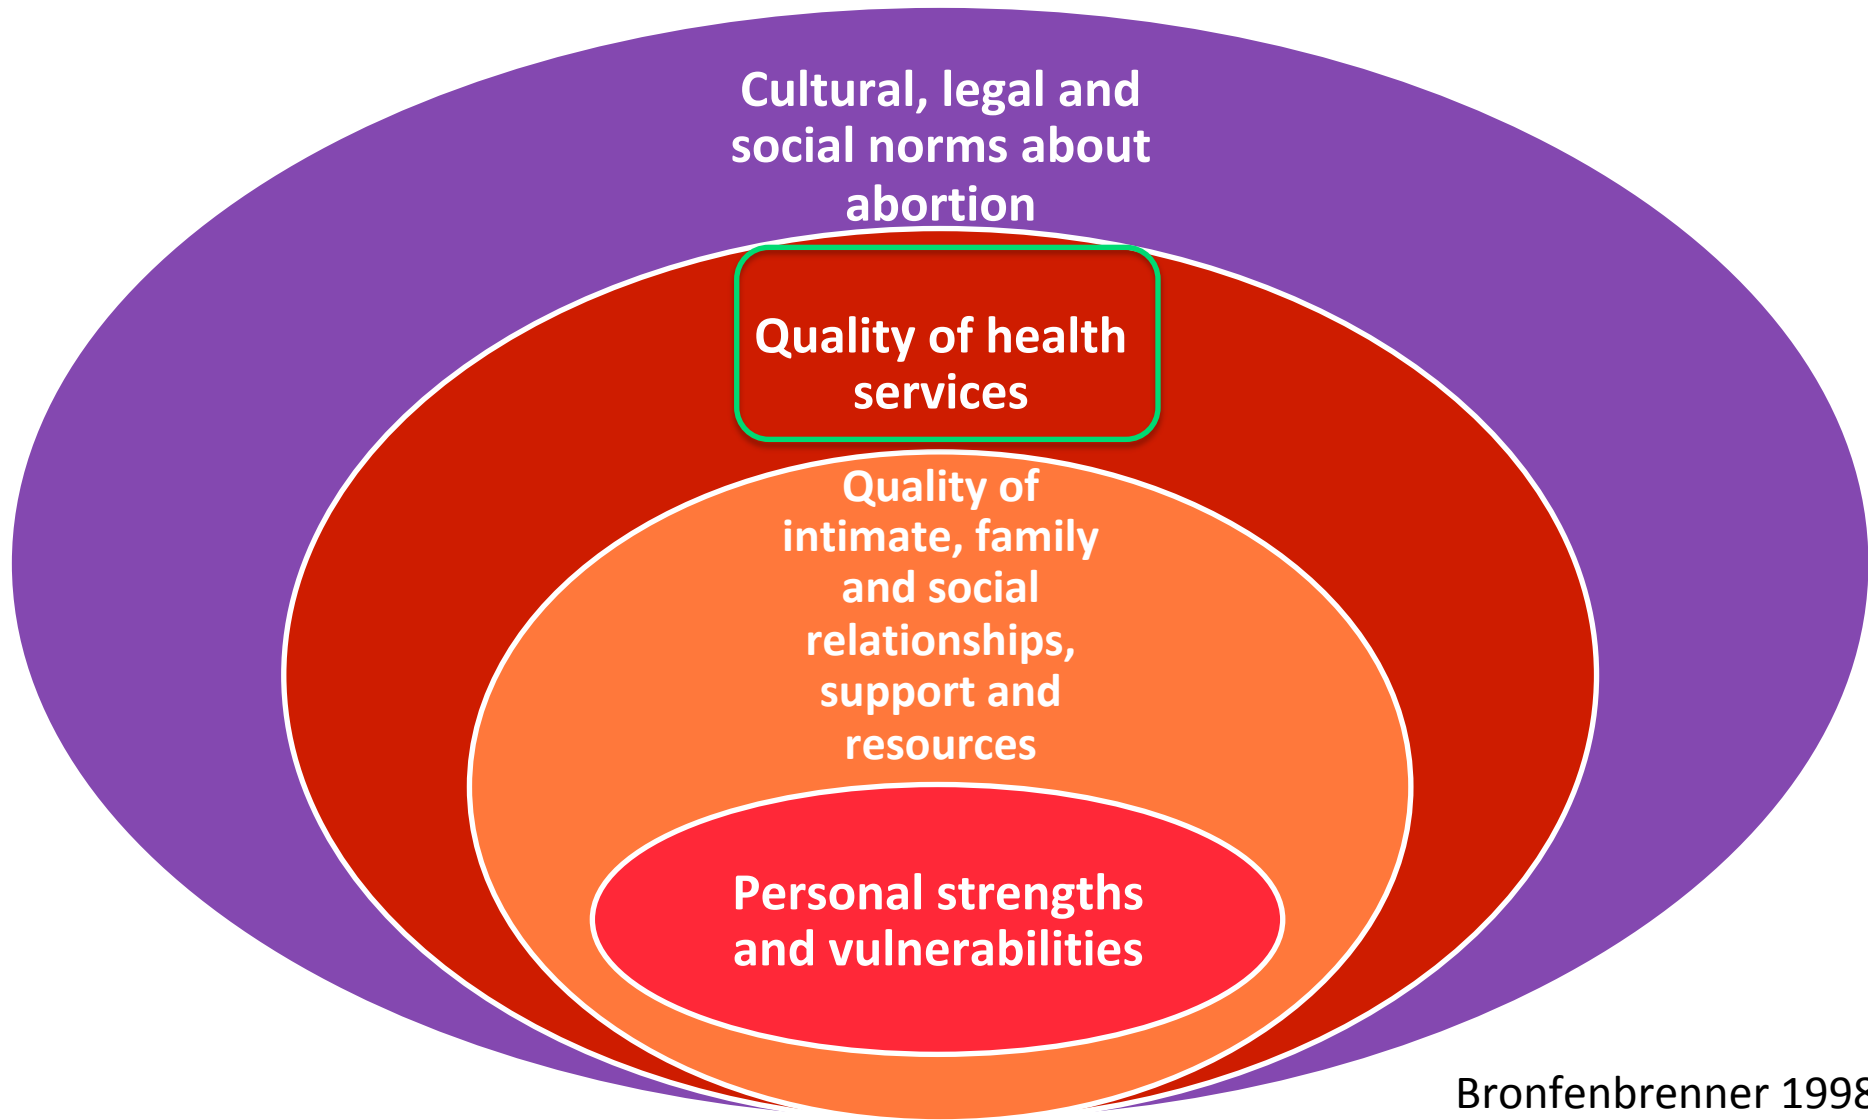 Cultural, legal and
social norms about
abortion
Quality of health
services
Quality of
intimate, family
and social
relationships,
support and
resources
Personal strengths
and vulnerabilities
Bronfenbrenner 1998